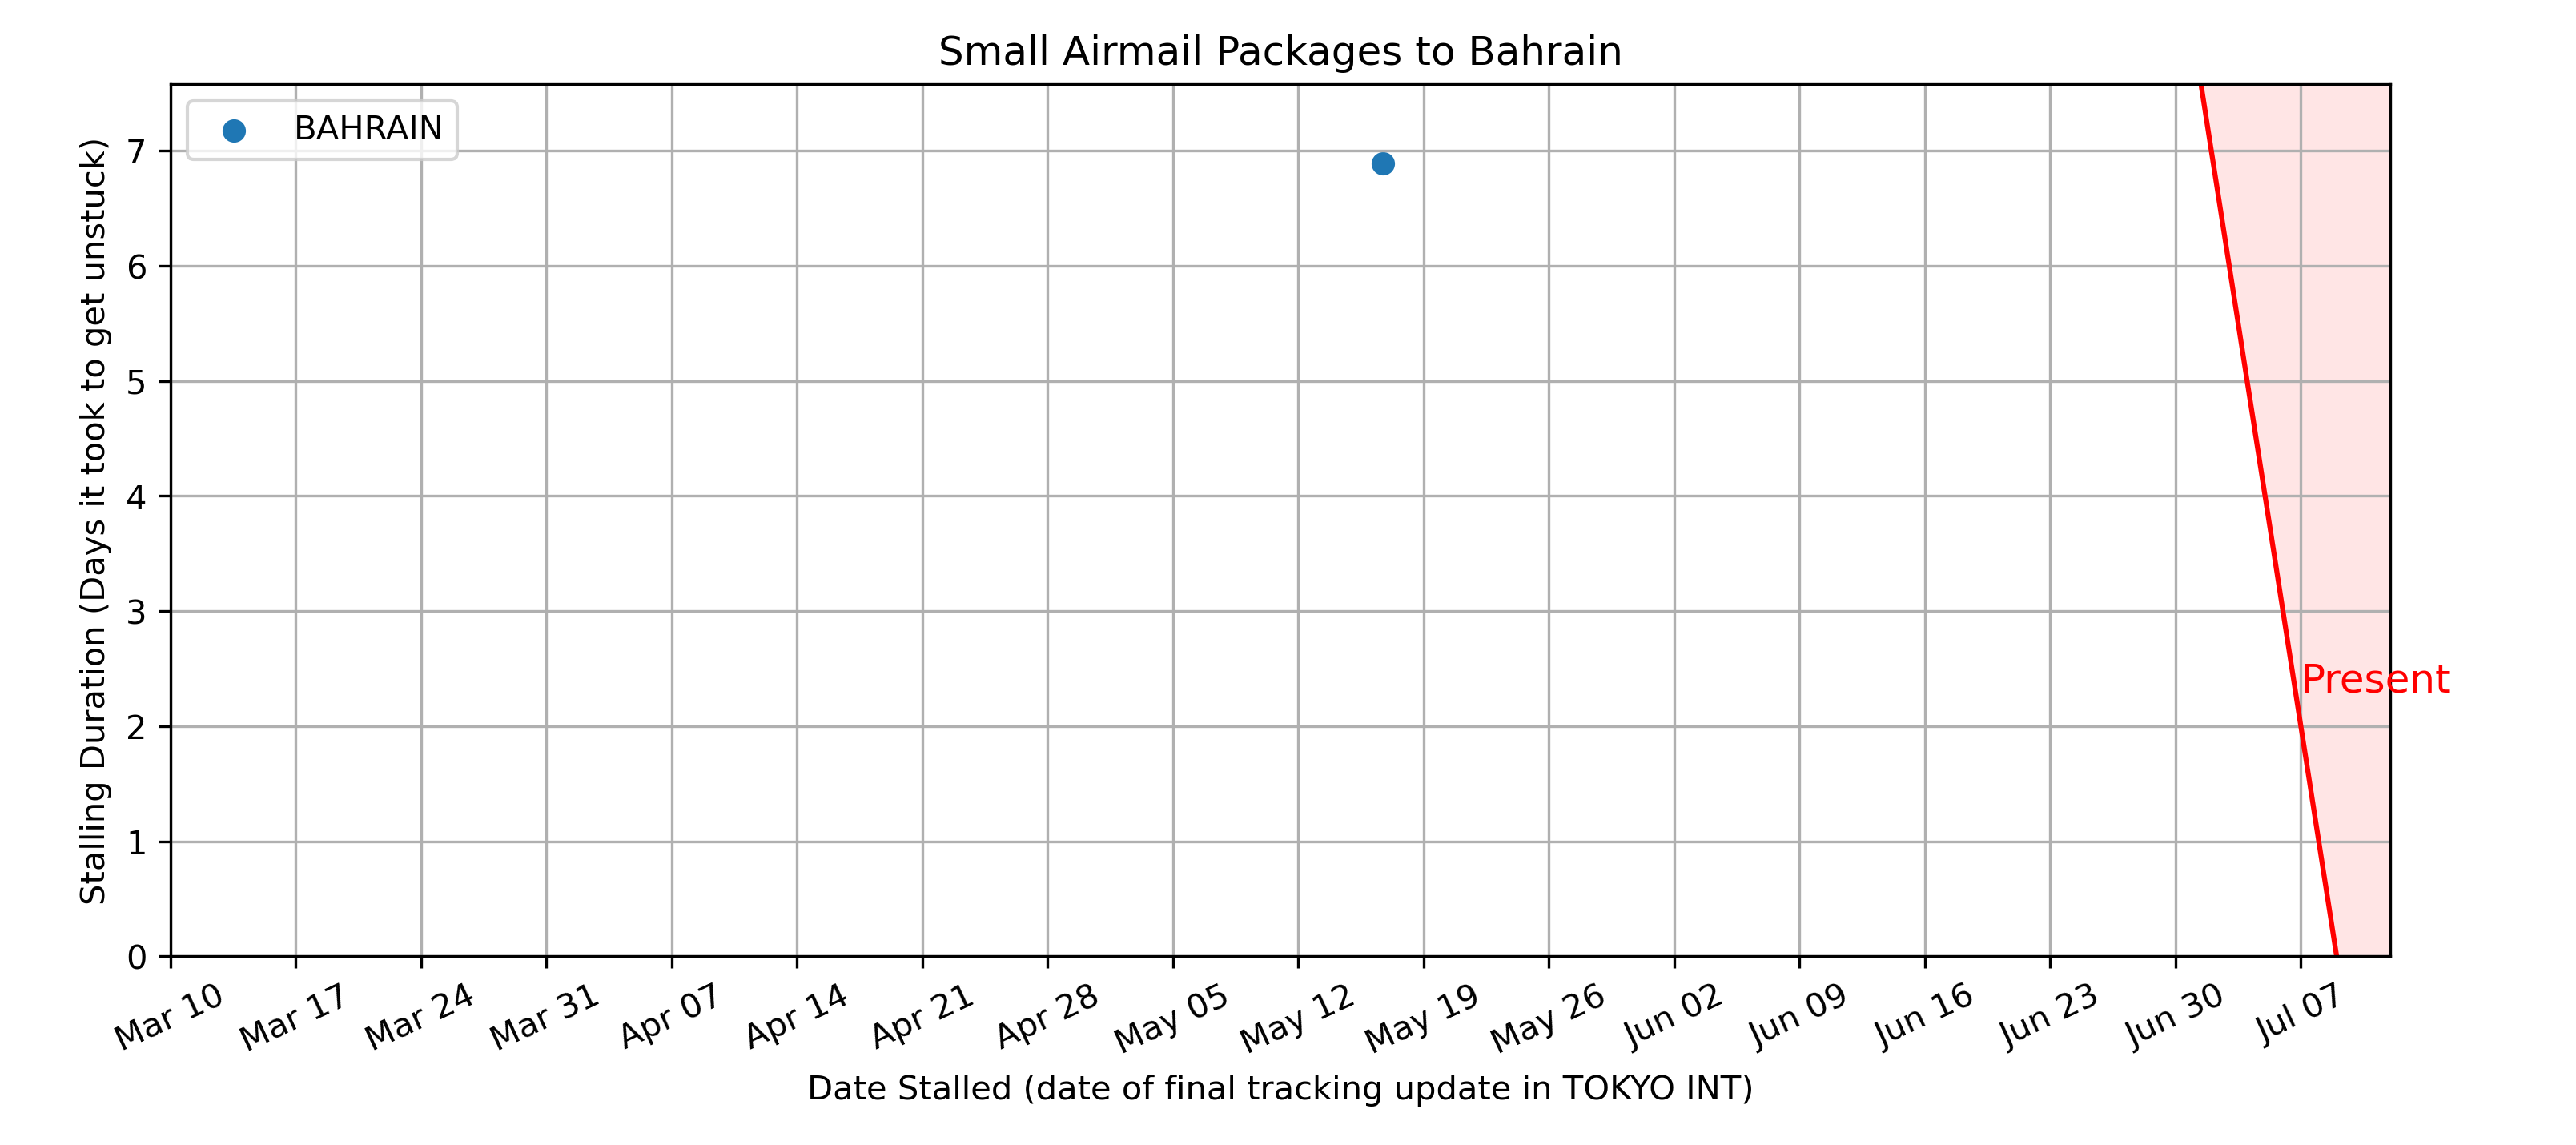 Small Airmail Packages to Bahrain
BAHRAIN
Stalling Duration (Days it took to get unstuck)
7
6
5
4
3
2
1
0
Present
Mar 10
Mar 17
Mar 24
Mar 31
Apr 07
Apr 14
Apr 21
Apr 28
May 05
May 12
May 19
May 26
Jun 02
Jun 09
Jun 16
Jun 23
Jun 30
Jul 07
Date Stalled (date of final tracking update in TOKYO INT)